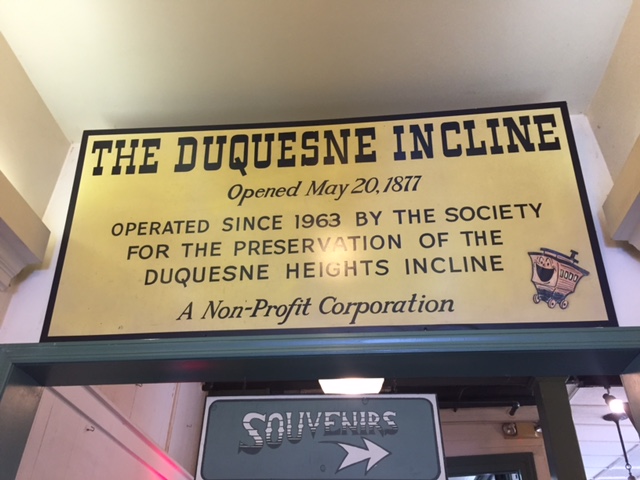 THE DUQUESNE INCLINE
Opened May 20, 1877
OPERATED SINCE 1963 BY THE SOCIETY
FOR THE PRESERVATION OF THE
DUQUESNE HEIGHTS INCLINE
A Non-Profit Corporation
SOUVENIRS